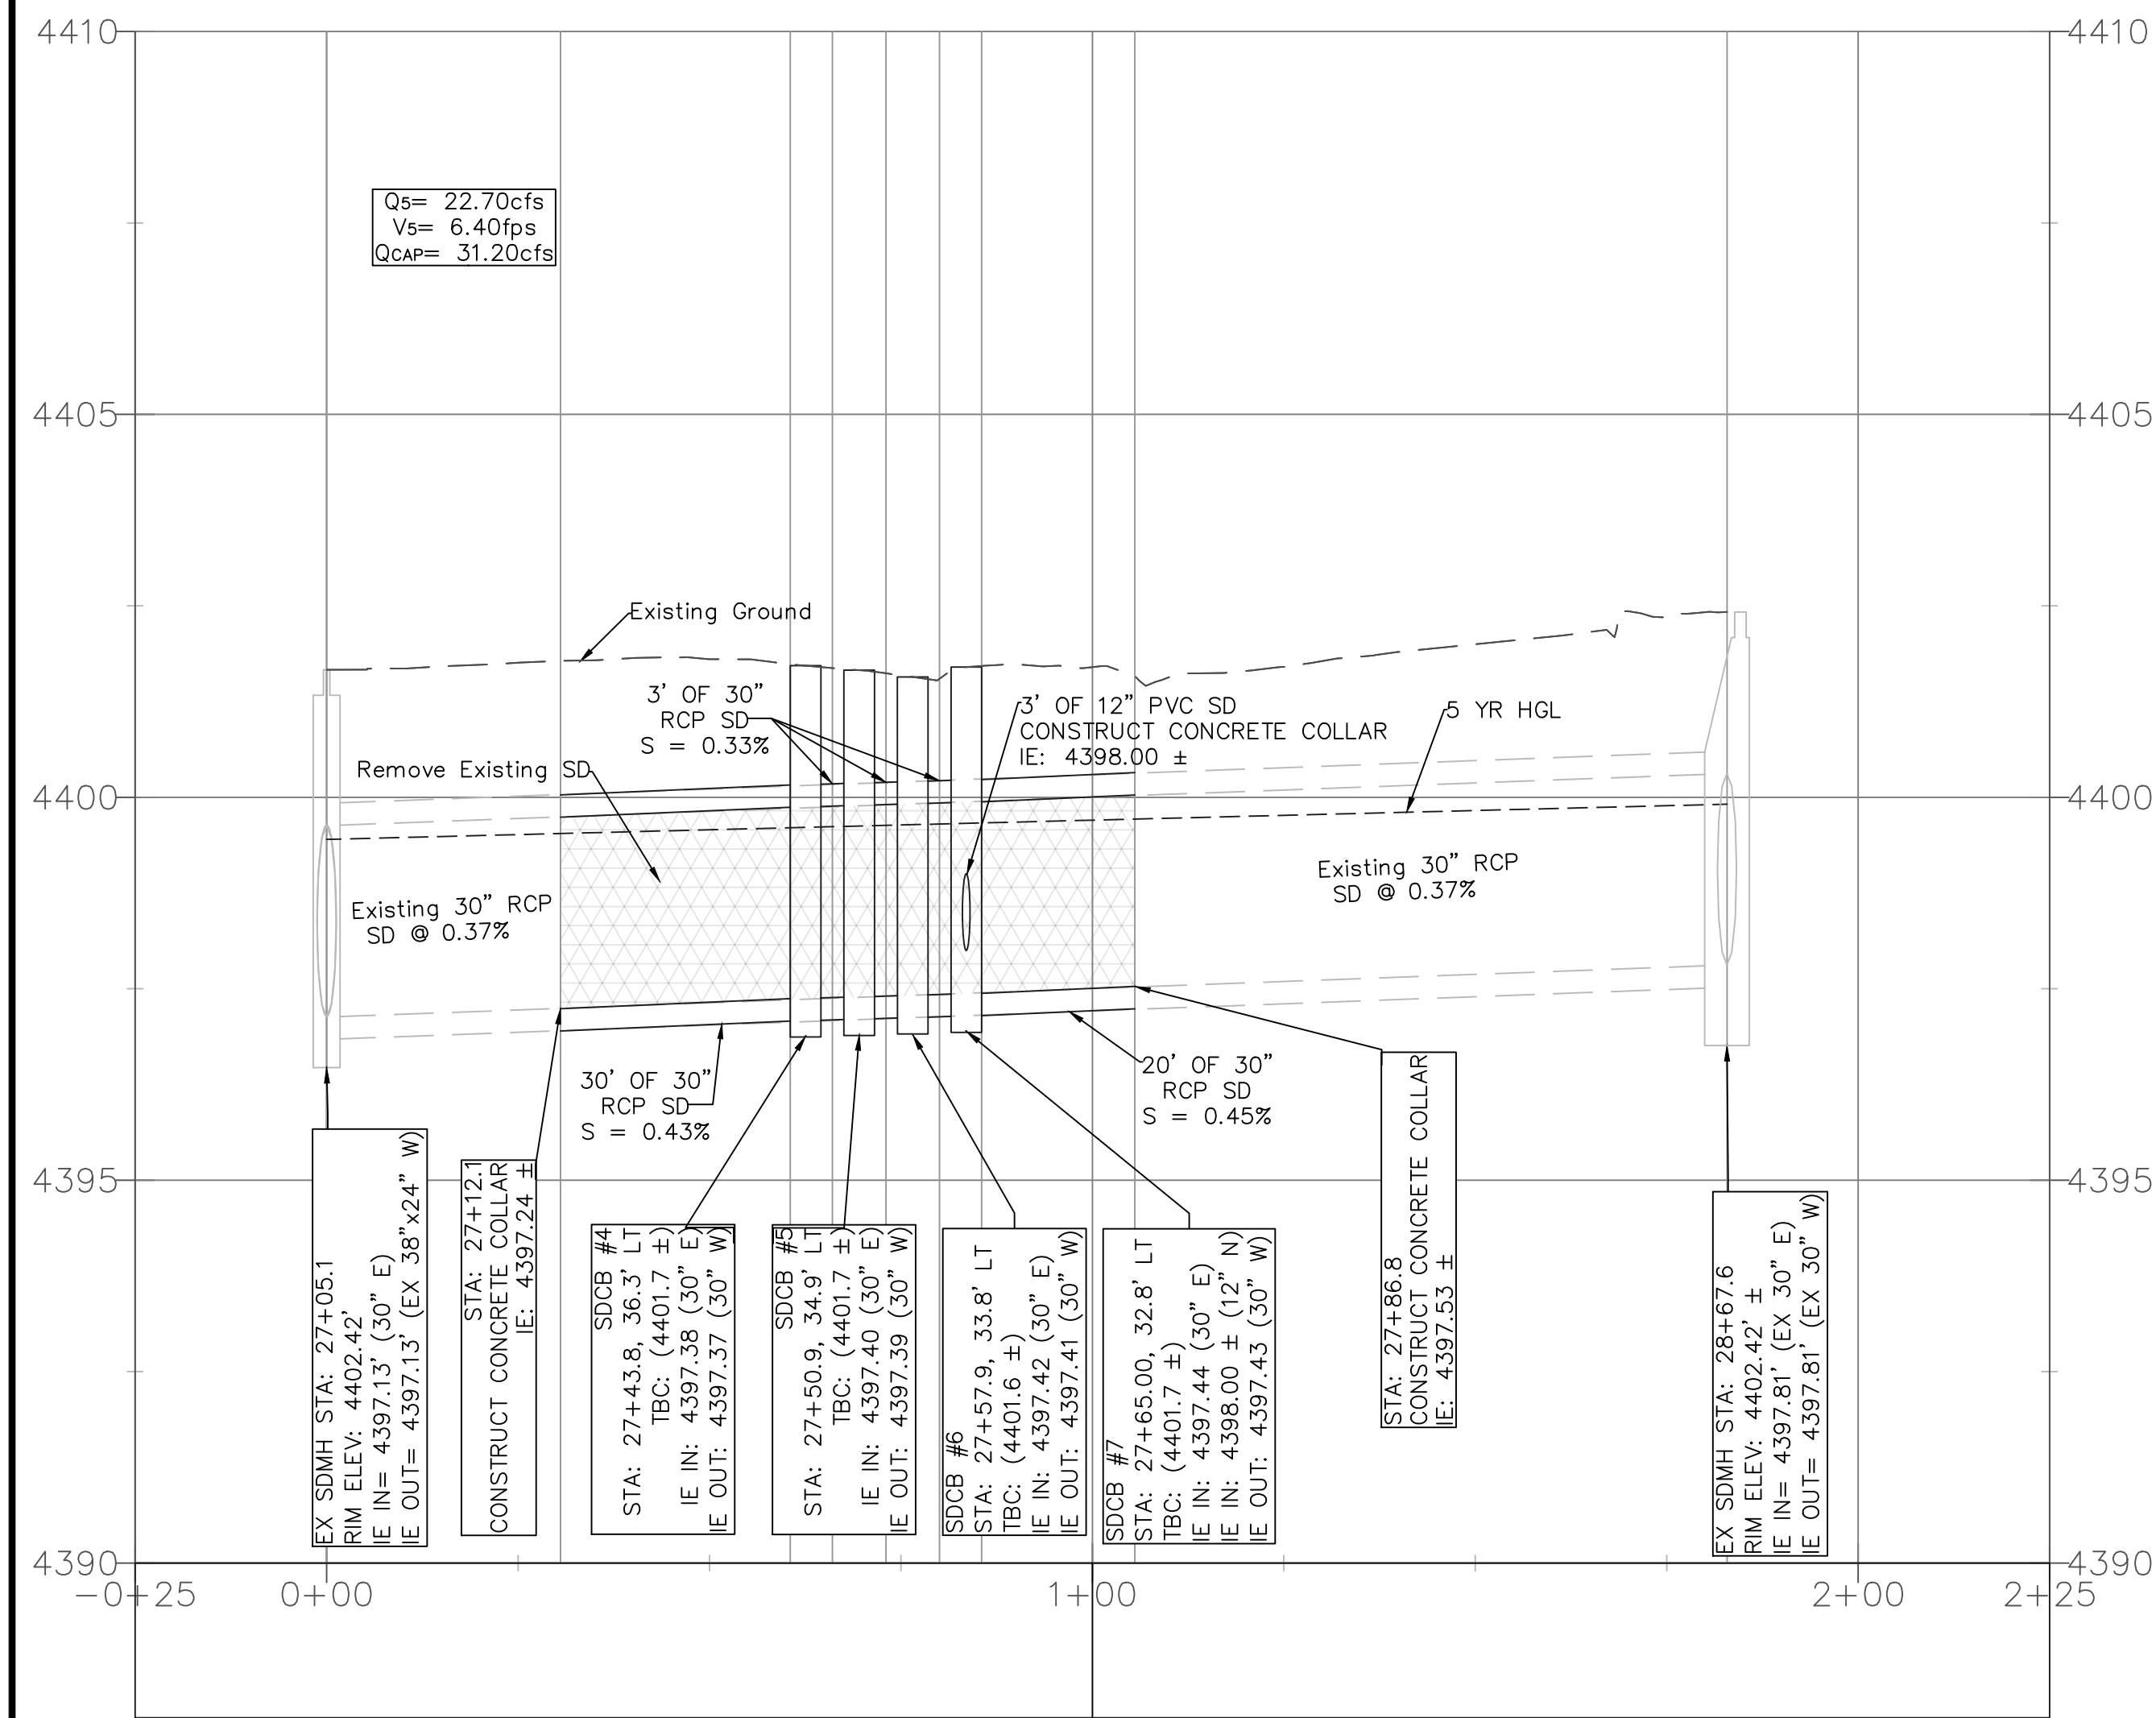 4410
4410
Q5= 22.70cfs
V5= 6.40fps
QCAP= 31.20cfs
4405
4405
Existing Ground
3' OF 30"
RCP SD
S = 0.33%
3' OF 12" PVC SD
CONSTRUCT CONCRETE COLLAR
IE: 4398.00 ±
5 YR HGL
Remove Existing SD
4400
4400
Existing 30" RCP
SD @ 0.37%
Existing 30" RCP
SD @ 0.37%
30' OF 30"
RCP SD
S = 0.43%
20' OF 30"
RCP SD
S = 0.45%
4395
4395
EX SDMH STA: 27+05.1
RIM ELEV: 4402.42'
IE IN= 4397.13' (30" E)
IE OUT= 4397.13' (EX 38"x24" W)
STA: 27+12.1
CONSTRUCT CONCRETE COLLAR
IE: 4397.24 ±
SDCB #4
STA: 27+43.8, 36.3' LT
TBC: (4401.7 ±)
IE IN: 4397.38 (30" E)
IE OUT: 4397.37 (30" W)
SDCB #5
STA: 27+50.9, 34.9' LT
TBC: (4401.7 ±)
IE IN: 4397.40 (30" E)
IE OUT: 4397.39 (30" W)
SDCB #6
STA: 27+57.9, 33.8' LT
TBC: (4401.6 ±)
IE IN: 4397.42 (30" E)
IE OUT: 4397.41 (30" W)
SDCB #7
STA: 27+65.00, 32.8' LT
TBC: (4401.7 ±)
IE IN: 4397.44 (30" E)
IE IN: 4398.00 ± (12" N)
IE OUT: 4397.43 (30" W)
STA: 27+86.8
CONSTRUCT CONCRETE COLLAR
IE: 4397.53 ±
EX SDMH STA: 28+67.6
RIM ELEV: 4402.42' ±
IE IN= 4397.81' (EX 30" E)
IE OUT= 4397.81' (EX 30" W)
4390
4390
-0+25
0+00
1+00
2+00
2+25